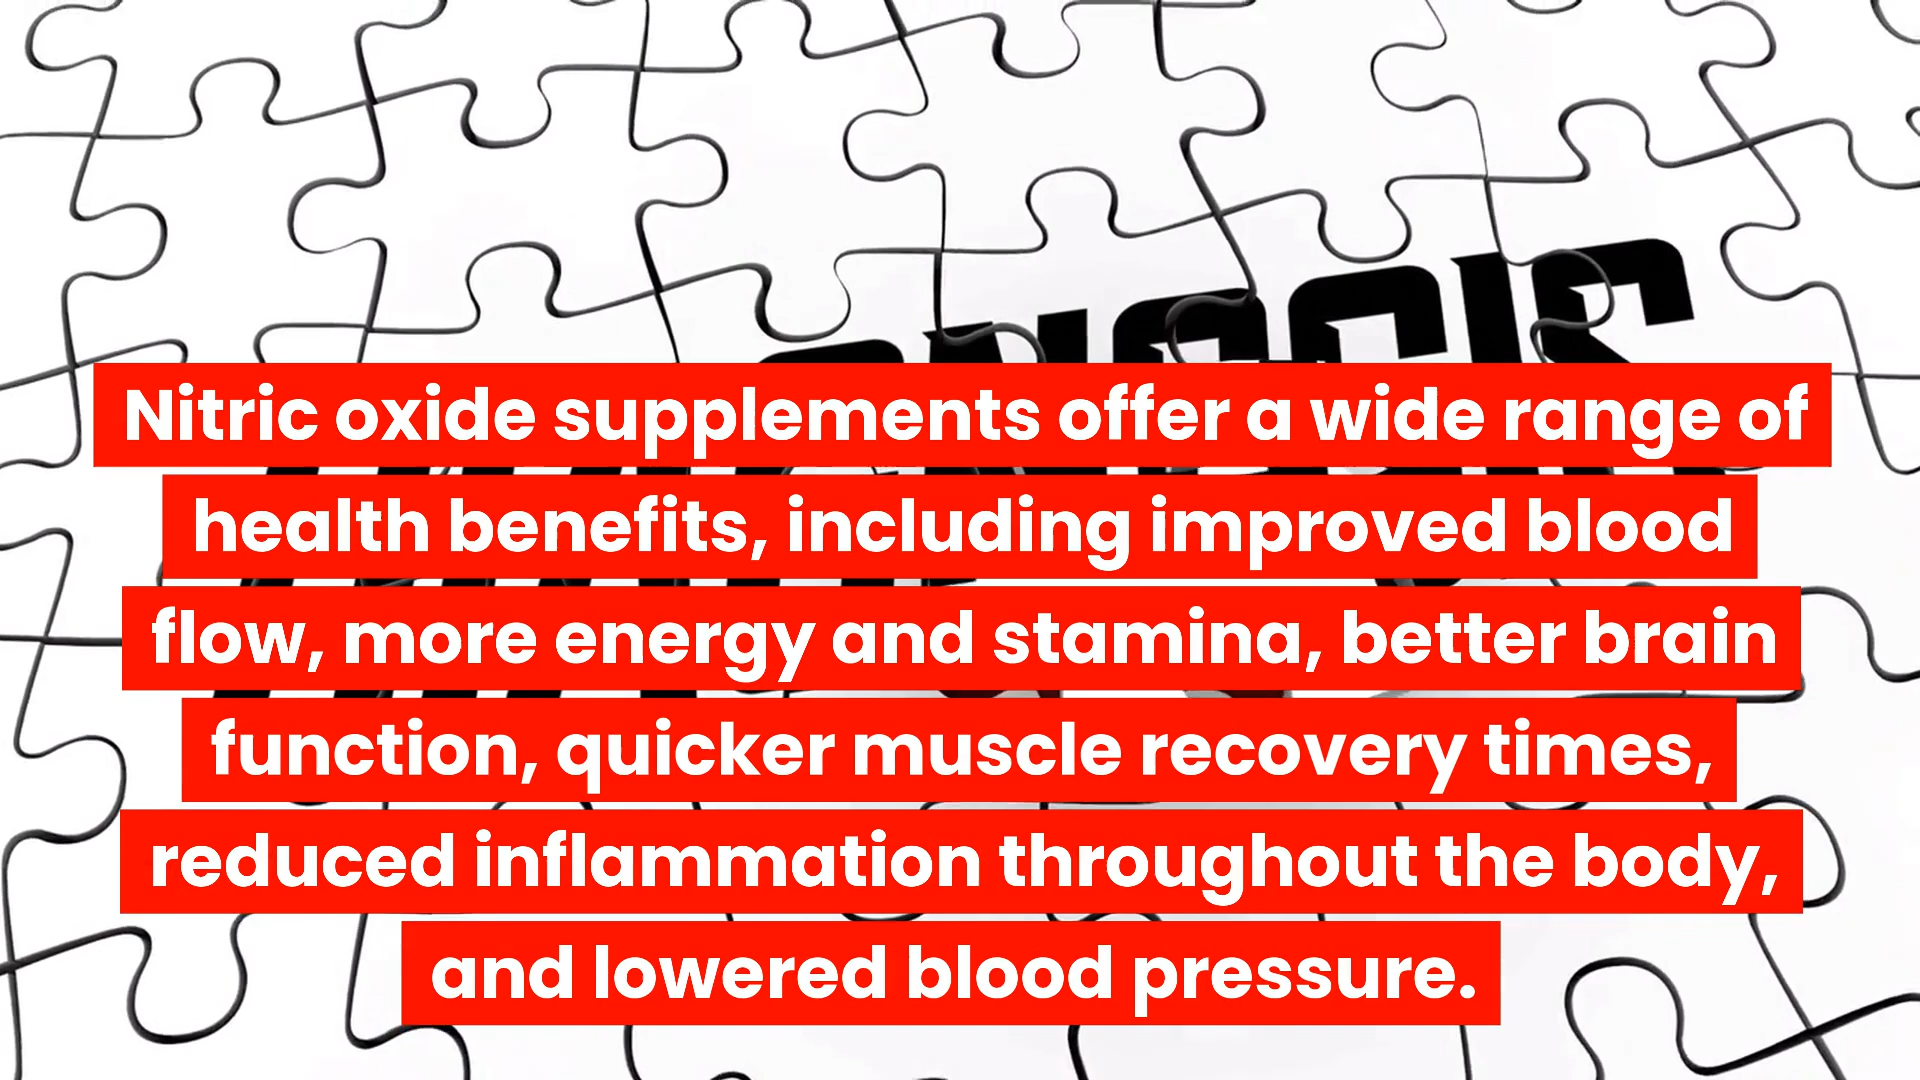 Nitric oxide supplements offer a wide range of
health benefits, including improved blood
flow, more energy and stamina, better brain
function, quicker muscle recovery times,
reduced inflammation throughout the body,
and lowered blood pressure.